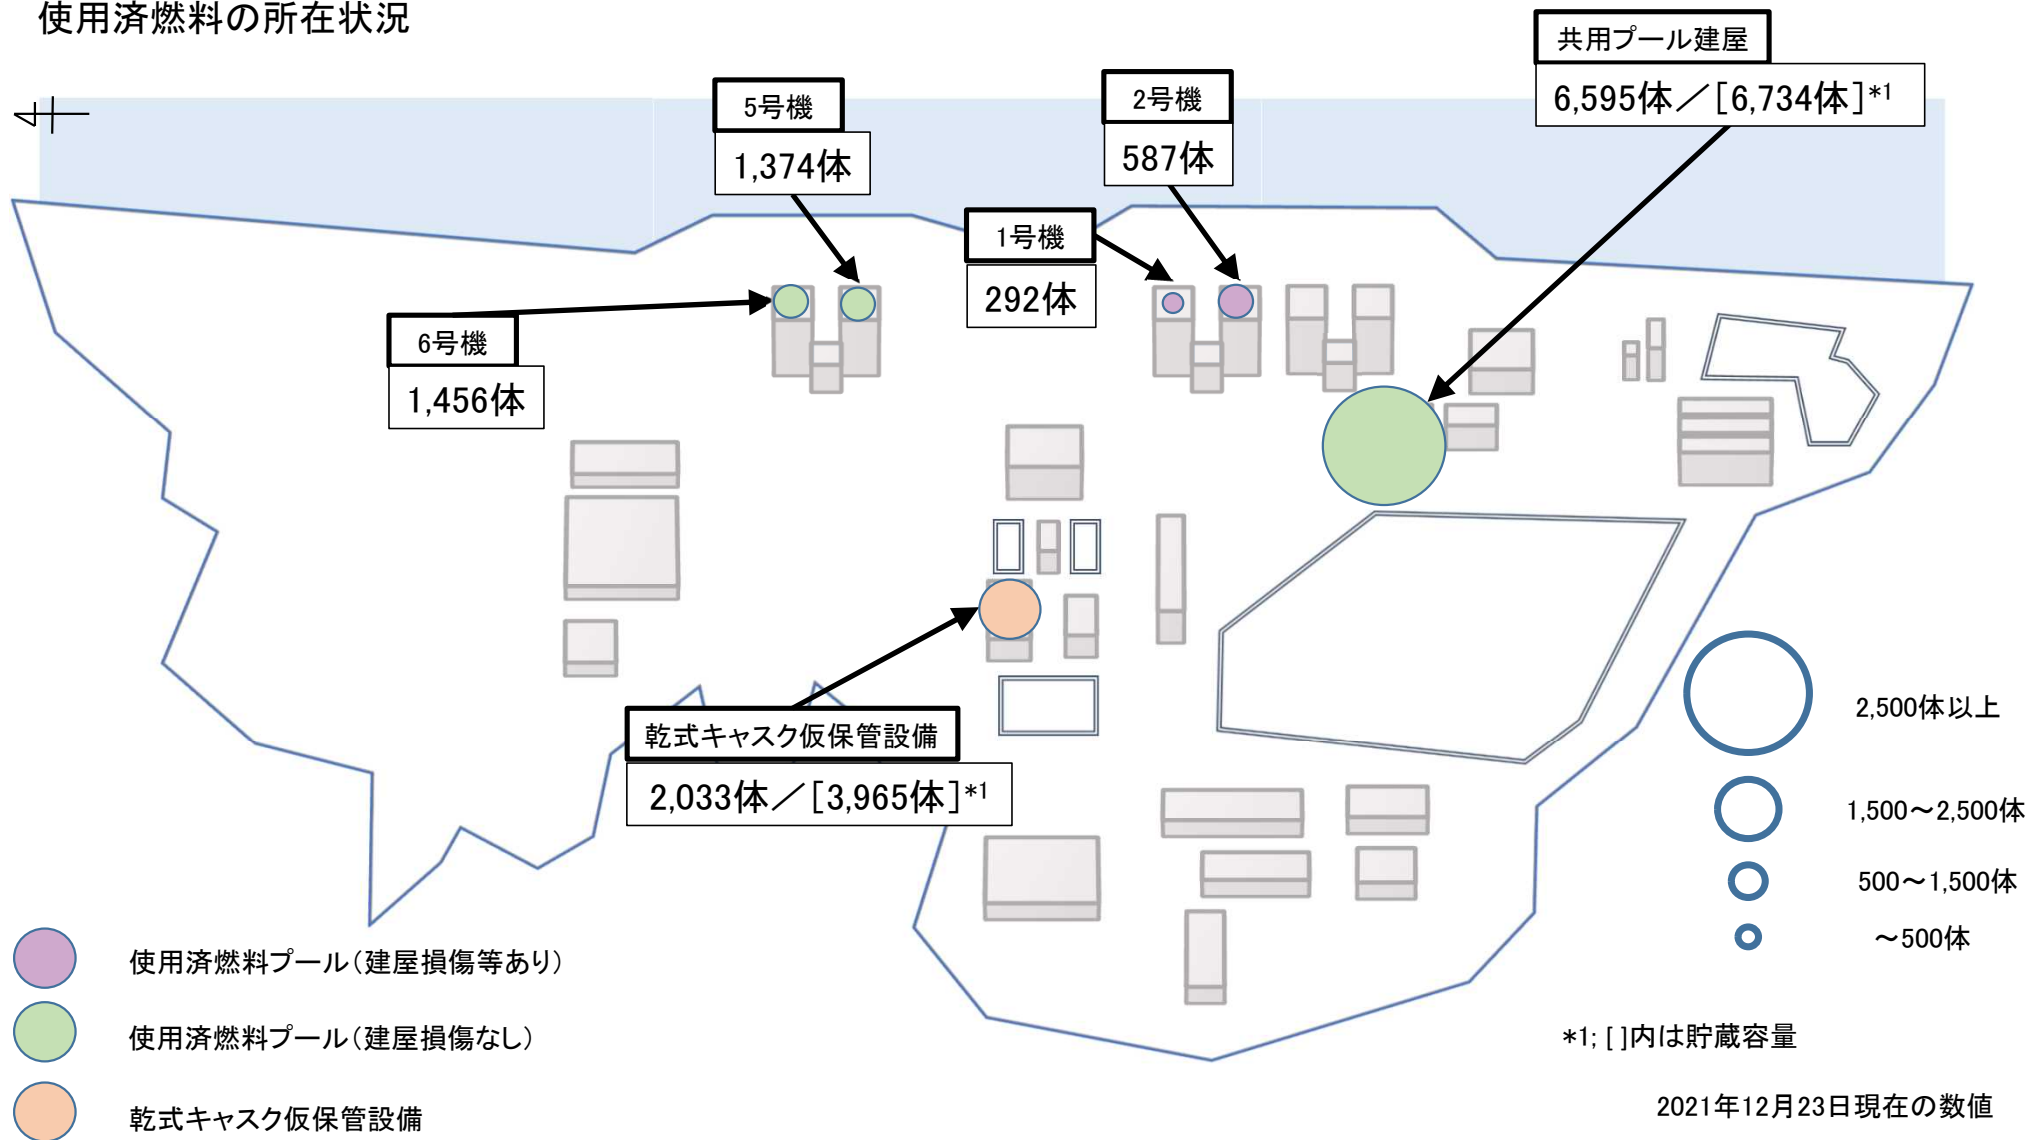 使用済燃料の所在状況
共用プール建屋
6,595体／[6,734体]*1
5号機
1,374体
2号機
587体
1号機
292体
6号機
1,456体
乾式キャスク仮保管設備
2,033体／[3,965体]*1
2,500体以上
1,500～2,500体
500～1,500体
～500体
使用済燃料プール（建屋損傷等あり）
使用済燃料プール（建屋損傷なし）
乾式キャスク仮保管設備
*1; [ ]内は貯蔵容量
2021年12月23日現在の数値